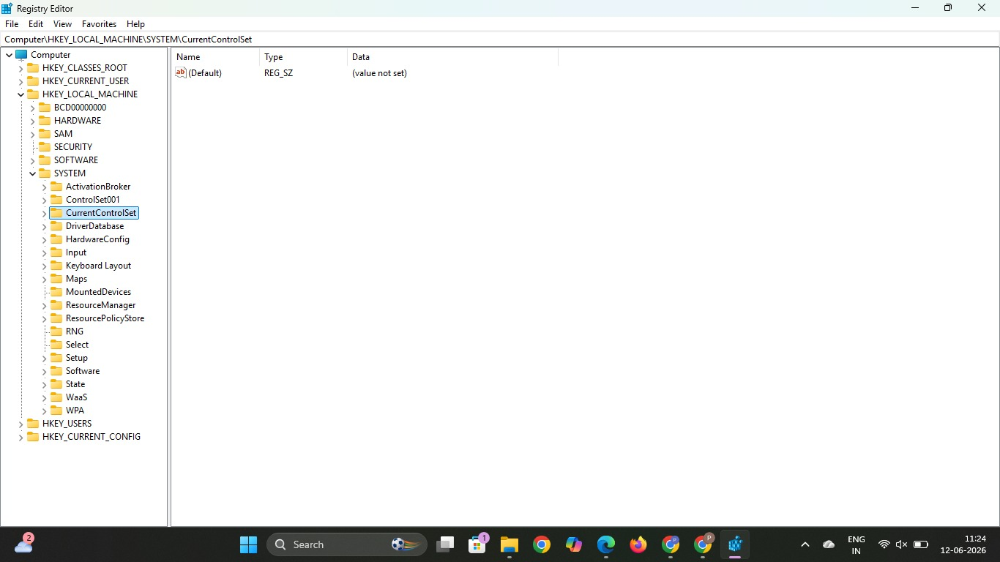 Registry Editor
File Edit View Favorites Help
Computer\HKEY_LOCAL_MACHINE\SYSTEM\CurrentControlSet
Computer
HKEY_CLASSES_ROOT
HKEY_CURRENT_USER
HKEY_LOCAL_MACHINE
BCD00000000
HARDWARE
SAM
SECURITY
SOFTWARE
SYSTEM
ActivationBroker
ControlSet001
CurrentControlSet
DriverDatabase
HardwareConfig
Input
Keyboard Layout
Maps
MountedDevices
ResourceManager
ResourcePolicyStore
RNG
Select
Setup
Software
State
WaaS
WPA
HKEY_USERS
HKEY_CURRENT_CONFIG
Name Type Data
ab (Default) REG_SZ (value not set)
2
Search
1
P
P
ENG
IN
11:24
12-06-2026